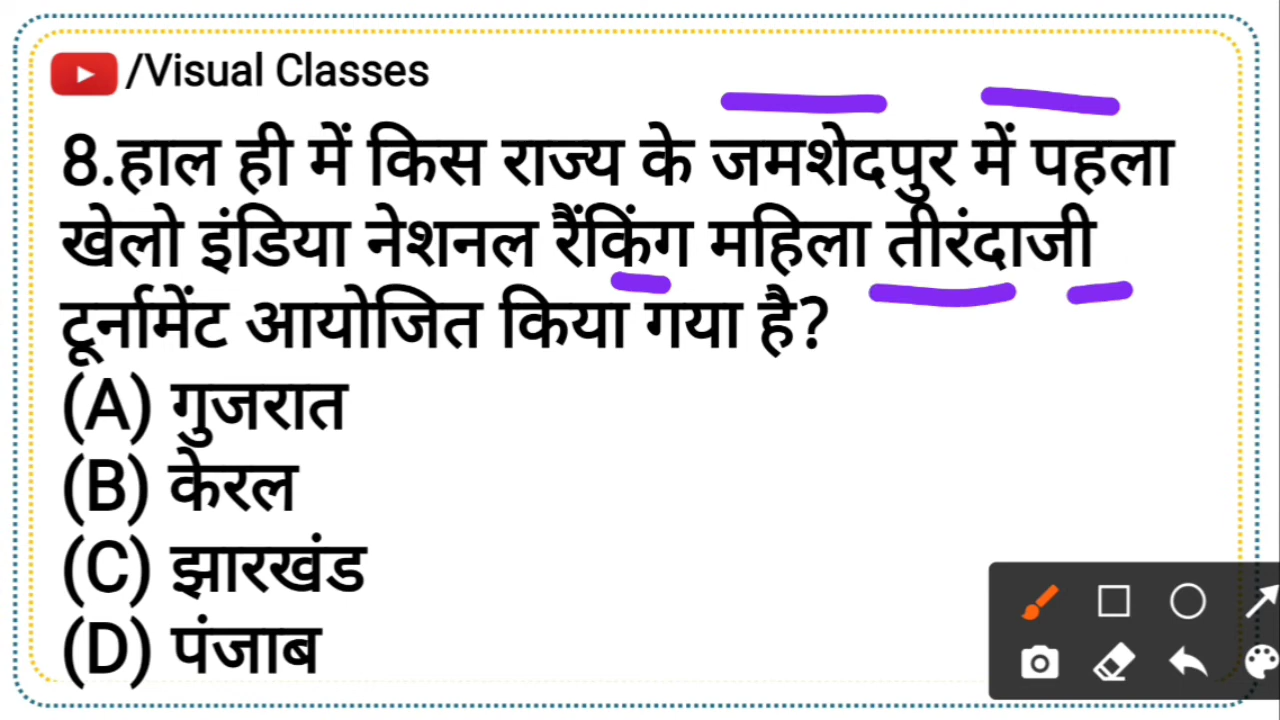 /Visual Classes
8.हाल ही में किस राज्य के जमशेदपुर में पहला
खेलो इंडिया नेशनल रैंकिंग महिला तीरंदाजी
टूर्नामेंट आयोजित किया गया है?
(A) गुजरात
(B) केरल
(C) झारखंड
(D) पंजाब